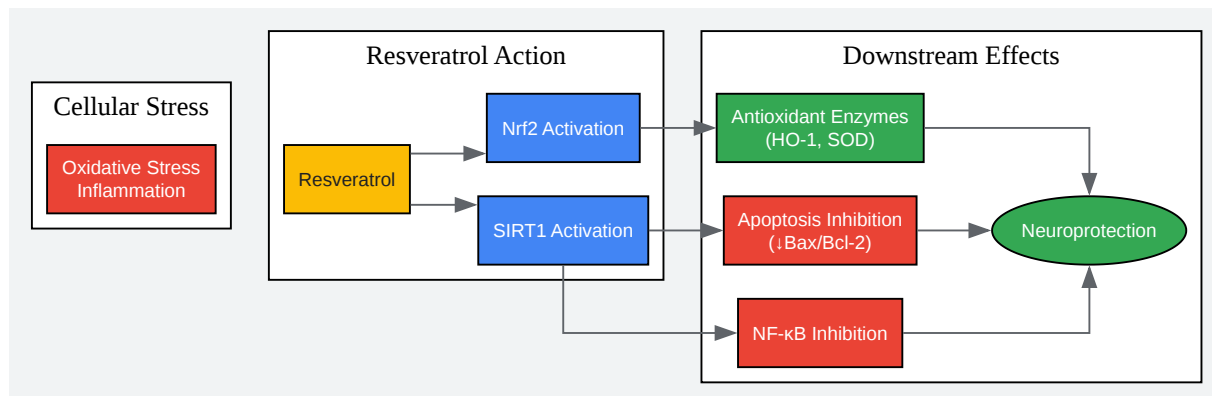 Cellular Stress
Oxidative Stress
Inflammation
Resveratrol Action
Resveratrol
Nrf2 Activation
SIRT1 Activation
Downstream Effects
Antioxidant Enzymes
(HO-1, SOD)
Apoptosis Inhibition
(↓Bax/Bcl-2)
NF-κB Inhibition
Neuroprotection